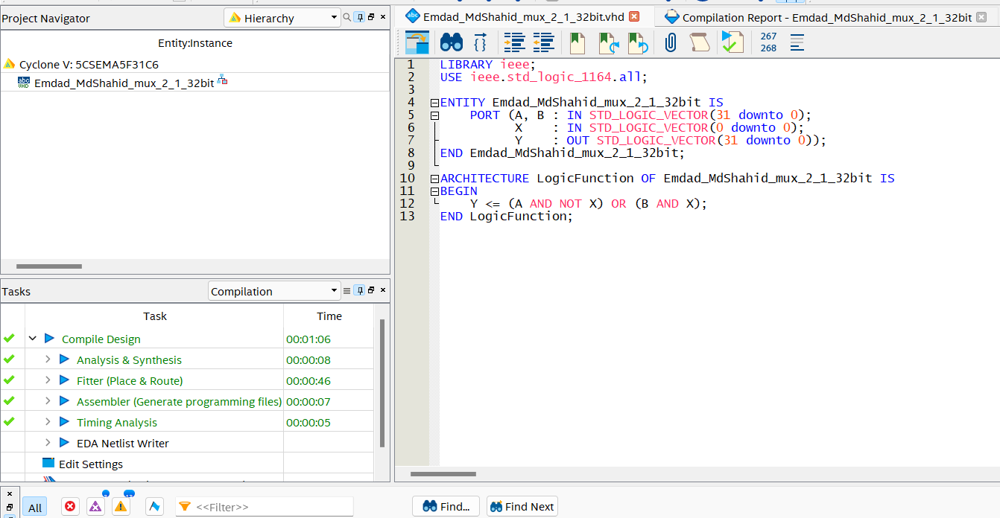 Project Navigator
Hierarchy
Entity:Instance
Cyclone V: 5CSEMA5F31C6
Emdad_MdShahid_mux_2_1_32bit
Tasks
Compilation
Task Time
Compile Design 00:01:06
Analysis & Synthesis 00:00:08
Fitter (Place & Route) 00:00:46
Assembler (Generate programming files) 00:00:07
Timing Analysis 00:00:05
EDA Netlist Writer
Edit Settings
Emdad_MdShahid_mux_2_1_32bit.vhd
Compilation Report - Emdad_MdShahid_mux_2_1_32bit
267
268
1 LIBRARY ieee;
2 USE ieee.std_logic_1164.all;
3
4 ENTITY Emdad_MdShahid_mux_2_1_32bit IS
5 PORT (A, B : IN STD_LOGIC_VECTOR(31 downto 0);
6 X : IN STD_LOGIC_VECTOR(0 downto 0);
7 Y : OUT STD_LOGIC_VECTOR(31 downto 0));
8 END Emdad_MdShahid_mux_2_1_32bit;
9
10 ARCHITECTURE LogicFunction OF Emdad_MdShahid_mux_2_1_32bit IS
11 BEGIN
12 Y <= (A AND NOT X) OR (B AND X);
13 END LogicFunction;
All
<<Filter>>
Find...
Find Next